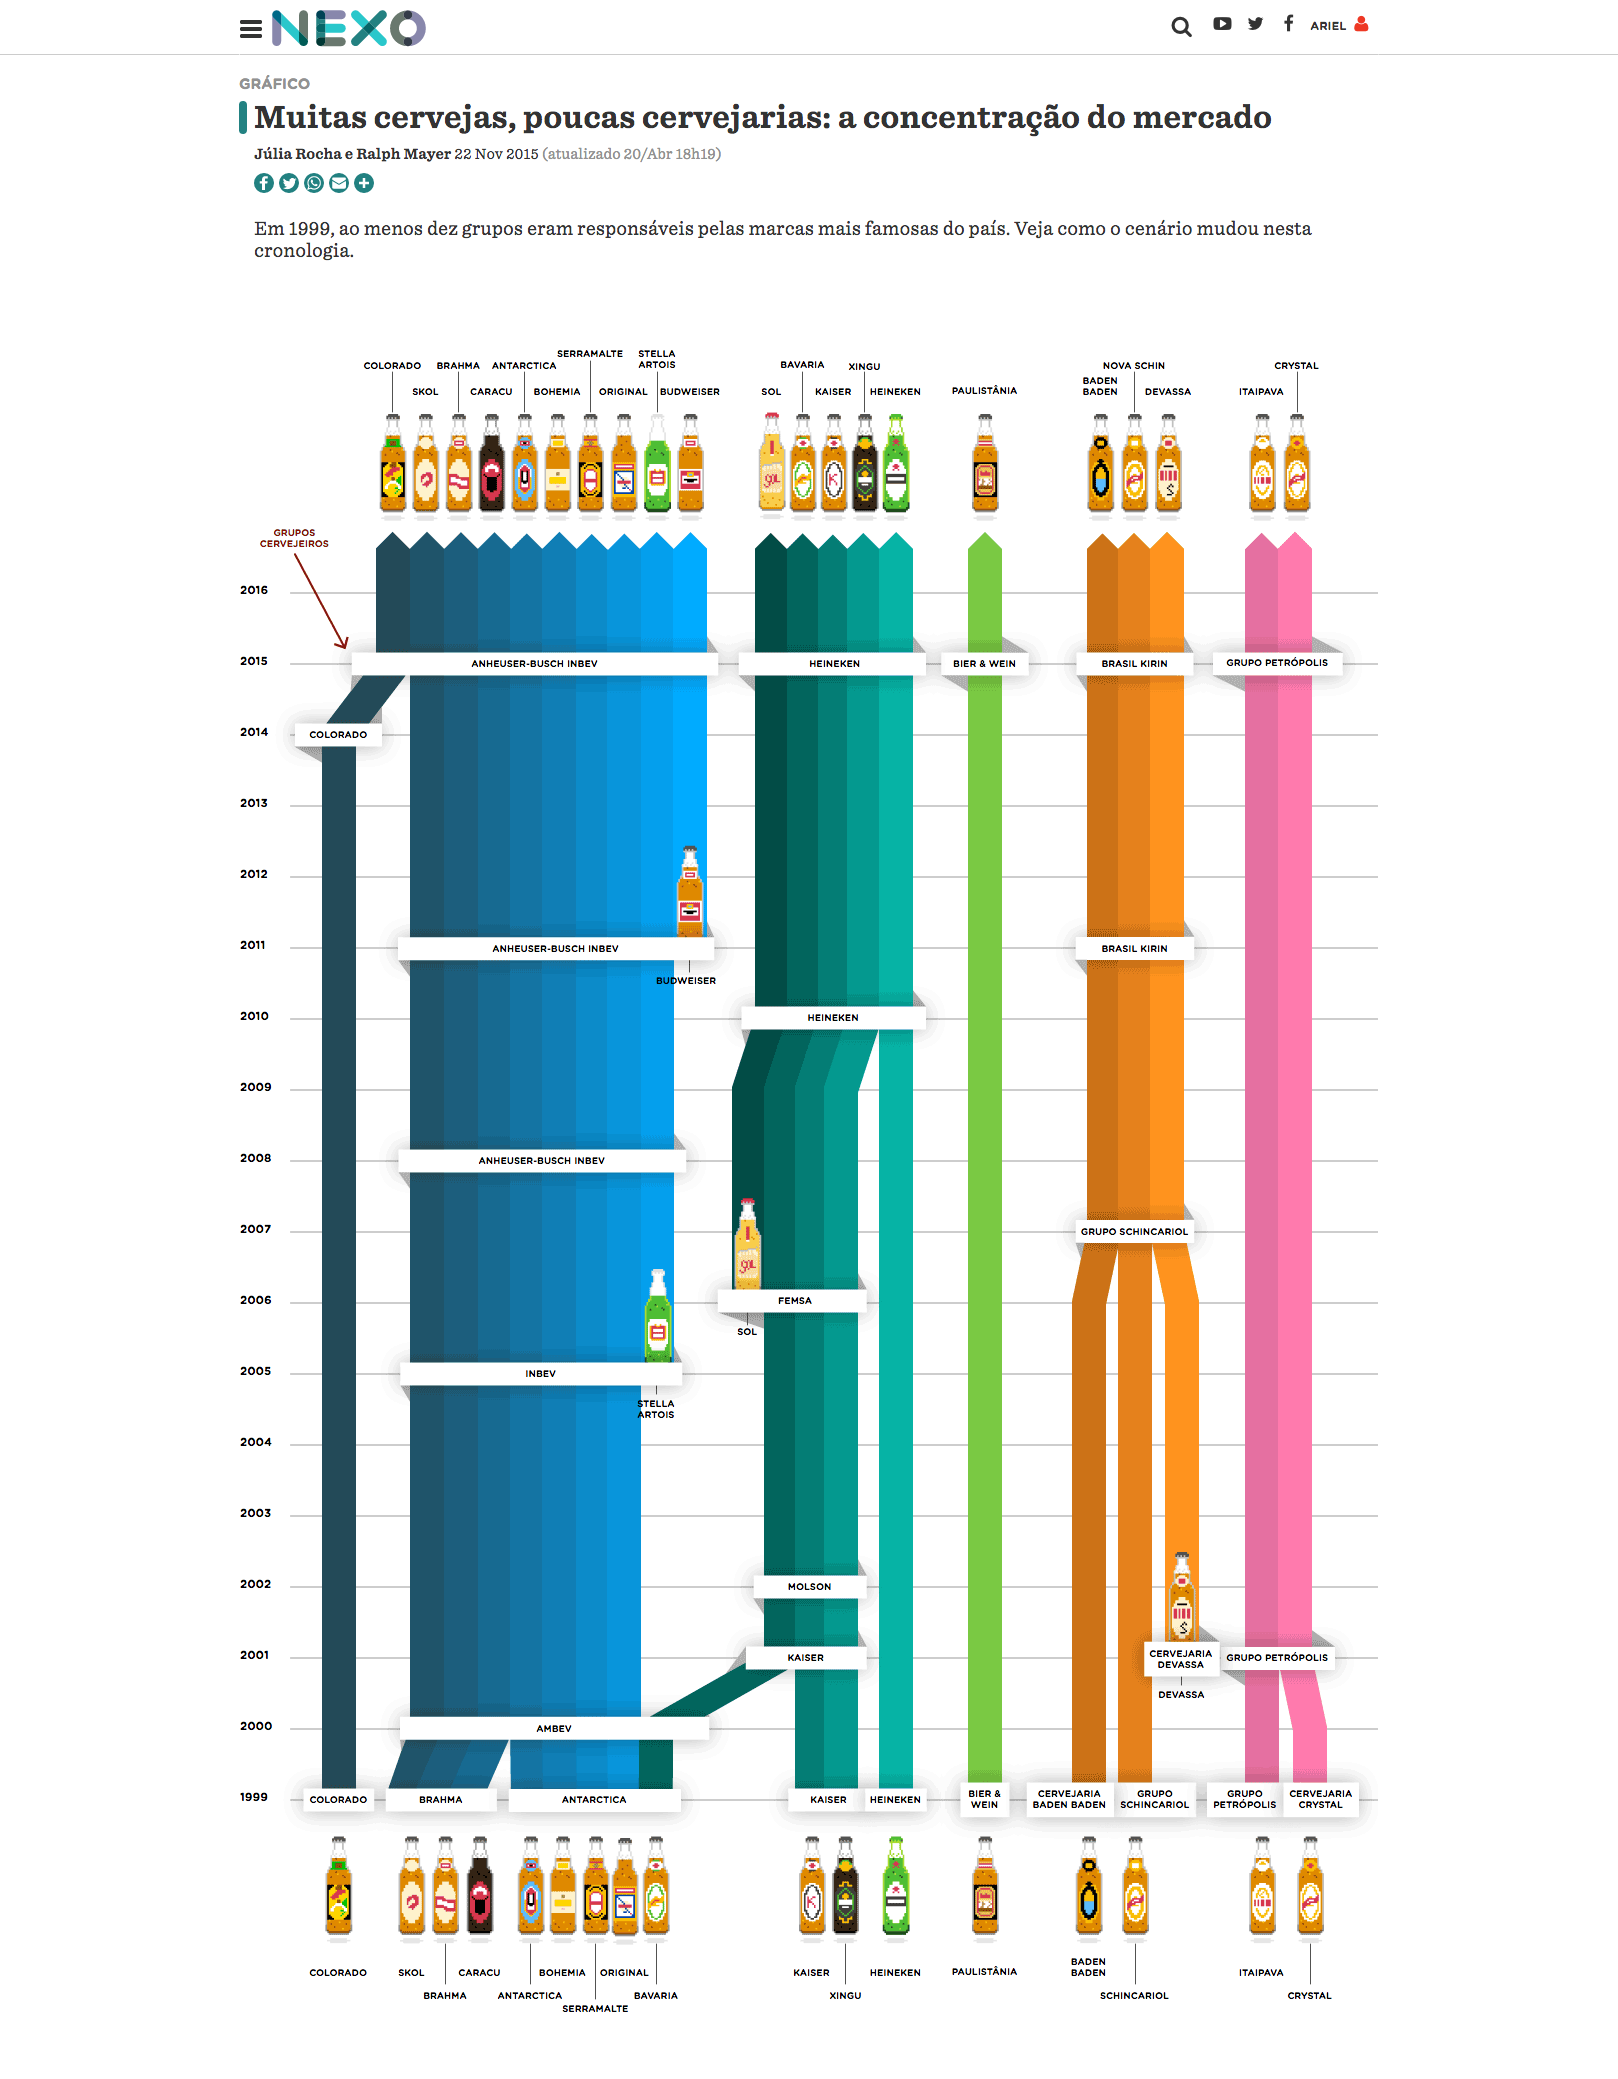 NEXO
ARIEL
GRÁFICO
Muitas cervejas, poucas cervejarias: a concentração do mercado
Júlia Rocha e Ralph Mayer 22 Nov 2015 (atualizado 20/Abr 18h19)
Em 1999, ao menos dez grupos eram responsáveis pelas marcas mais famosas do país. Veja como o cenário mudou nesta
cronologia.
SERRAMALTE STELLA
COLORADO BRAHMA ANTARCTICA ARTOIS BAVARIA XINGU NOVA SCHIN CRYSTAL
BADEN
SKOL CARACU BOHEMIA ORIGINAL BUDWEISER SOL KAISER HEINEKEN PAULISTÂNIA BADEN DEVASSA ITAIPAVA
GRUPOS
CERVEJEIROS
2016
2015 ANHEUSER-BUSCH INBEV HEINEKEN BIER & WEIN BRASIL KIRIN GRUPO PETRÓPOLIS
2014 COLORADO
2013
2012
2011 ANHEUSER-BUSCH INBEV BRASIL KIRIN
BUDWEISER
2010 HEINEKEN
2009
2008 ANHEUSER-BUSCH INBEV
2007 GRUPO SCHINCARIOL
2006 FEMSA
SOL
2005 INBEV
STELLA
ARTOIS
2004
2003
2002 MOLSON
2001 KAISER CERVEJARIA DEVASSA GRUPO PETRÓPOLIS
DEVASSA
2000 AMBEV
1999 COLORADO BRAHMA ANTARCTICA KAISER HEINEKEN BIER & WEIN CERVEJARIA BADEN BADEN GRUPO SCHINCARIOL GRUPO PETRÓPOLIS CERVEJARIA CRYSTAL
BADEN
COLORADO SKOL CARACU BOHEMIA ORIGINAL KAISER HEINEKEN PAULISTÂNIA BADEN ITAIPAVA
BRAHMA ANTARCTICA BAVARIA XINGU SCHINCARIOL CRYSTAL
SERRAMALTE